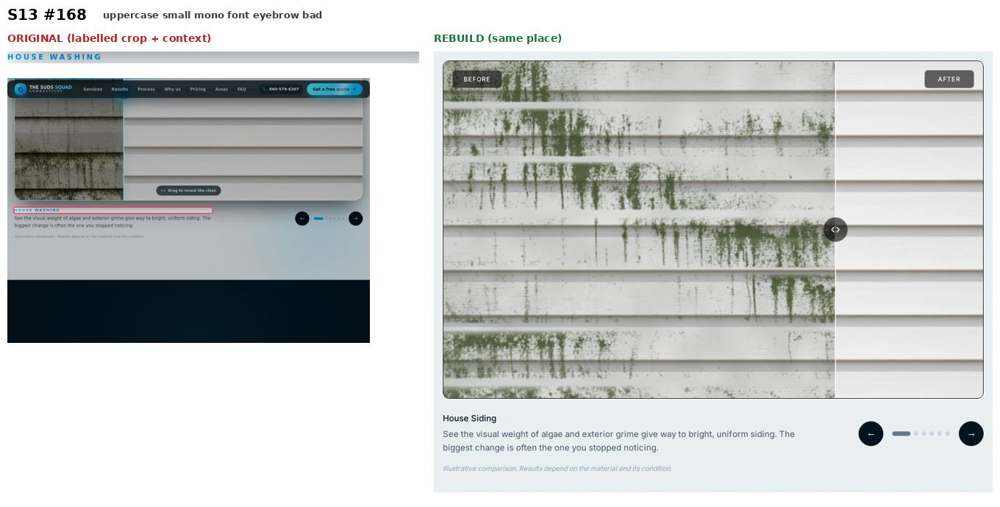 S13 #168 uppercase small mono font eyebrow bad
ORIGINAL (labelled crop + context)
HOUSE WASHING
THE SUDS SQUAD
Services Results Process Why us Pricing Areas FAQ
Get a free quote
Drag to reveal the clean
HOUSE WASHING
See the visual weight of algae and exterior grime give way to bright, uniform siding. The
biggest change is often the one you stopped noticing.
REBUILD (same place)
BEFORE AFTER
House Siding
See the visual weight of algae and exterior grime give way to bright, uniform siding. The
biggest change is often the one you stopped noticing.
← →
Illustrative comparison. Results depend on the material and its condition.